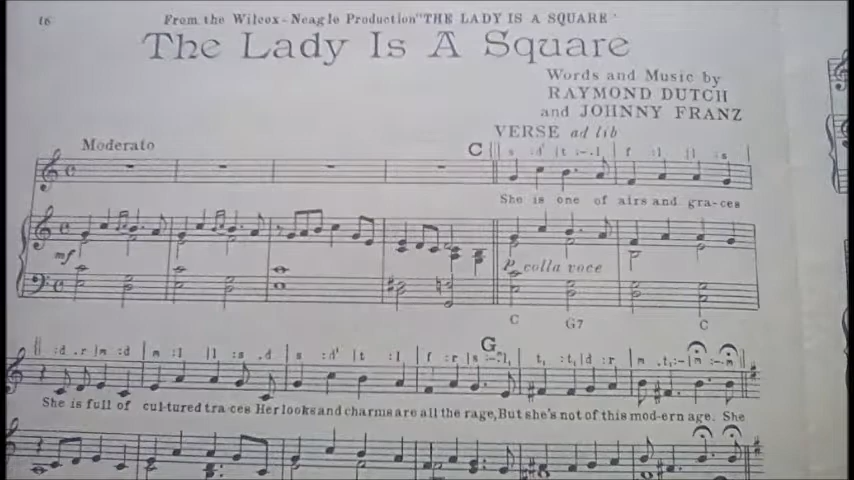 16
From the Wilcox-Neagle Production "THE LADY IS A SQUARE"
The Lady Is A Square
Words and Music by
RAYMOND DUTCH
and JOHNNY FRANZ
VERSE ad lib
Moderato
C
She is one of airs and gra-ces
mf
P colla voce
C G7 C
G
She is full of cul-tured tra ces Her looks and charms are all the rage, But she's not of this mod-ern age. She